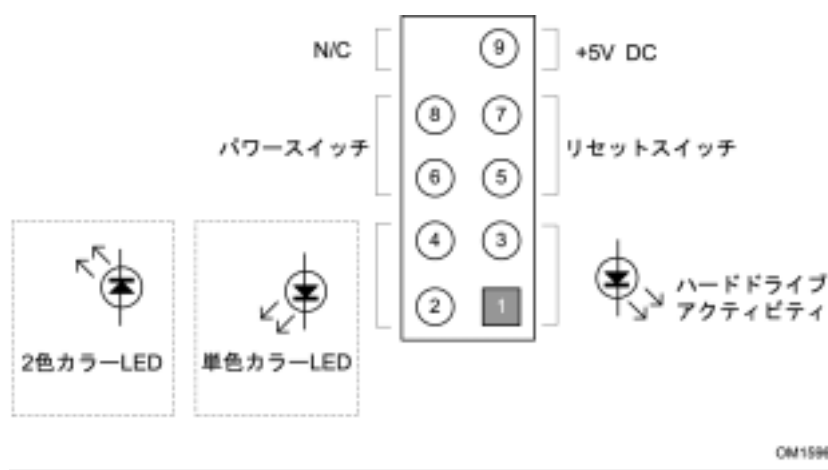 N/C
9
+5V DC
8
7
パワースイッチ
リセットスイッチ
6
5
4
3
2
1
ハードドライブ
アクティビティ
2色カラーLED
単色カラーLED
OM1596